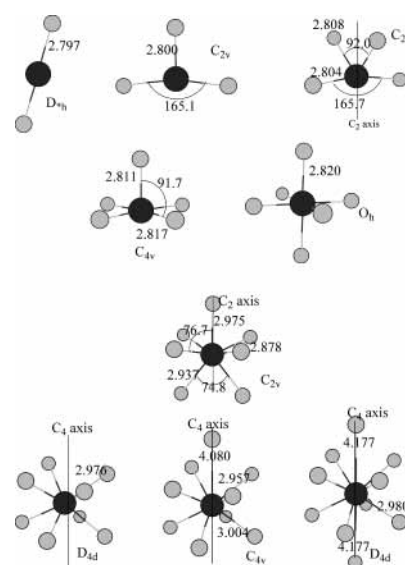 2.797
D*h
2.800
C2v
165.1
2.808
92.0
C2
2.804
165.7
C2 axis
2.811
91.7
2.817
C4v
2.820
Oh
C2 axis
76.7
2.975
2.878
2.937
74.8
C2v
C4 axis
2.976
D4d
C4 axis
4.080
2.957
3.004
C4v
C4 axis
4.177
2.980
4.177
D4d